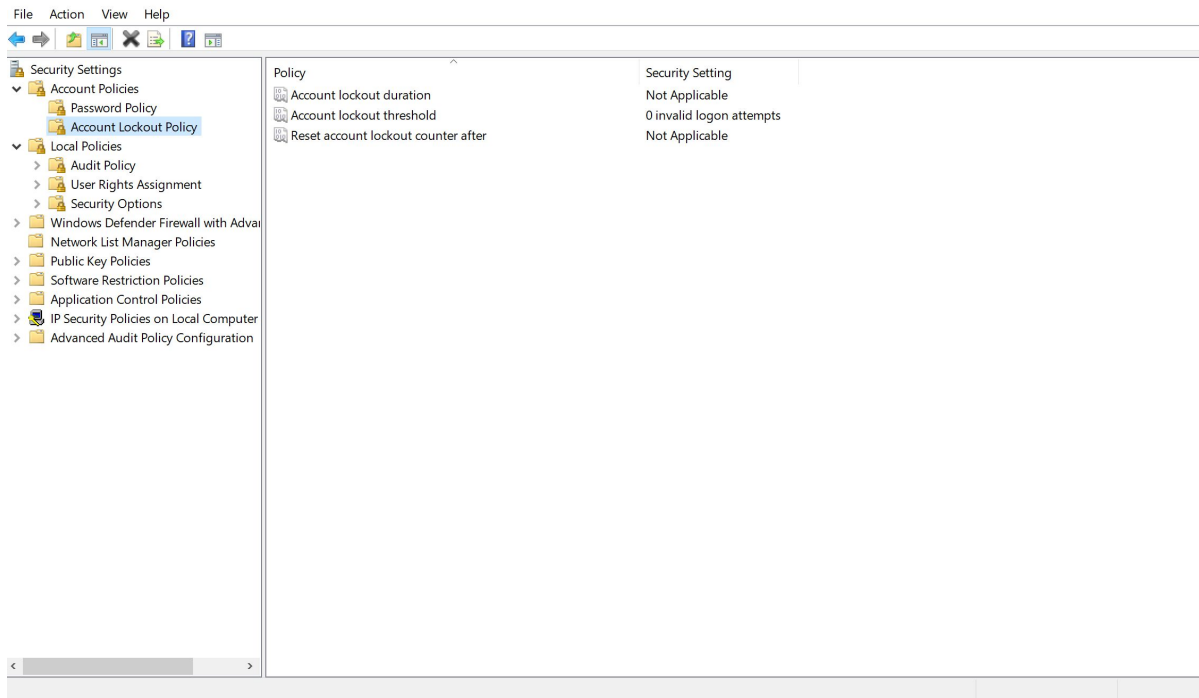 File Action View Help
Security Settings
Account Policies
Password Policy
Account Lockout Policy
Local Policies
Audit Policy
User Rights Assignment
Security Options
Windows Defender Firewall with Advan
Network List Manager Policies
Public Key Policies
Software Restriction Policies
Application Control Policies
IP Security Policies on Local Computer
Advanced Audit Policy Configuration
Policy Security Setting
Account lockout duration Not Applicable
Account lockout threshold 0 invalid logon attempts
Reset account lockout counter after Not Applicable